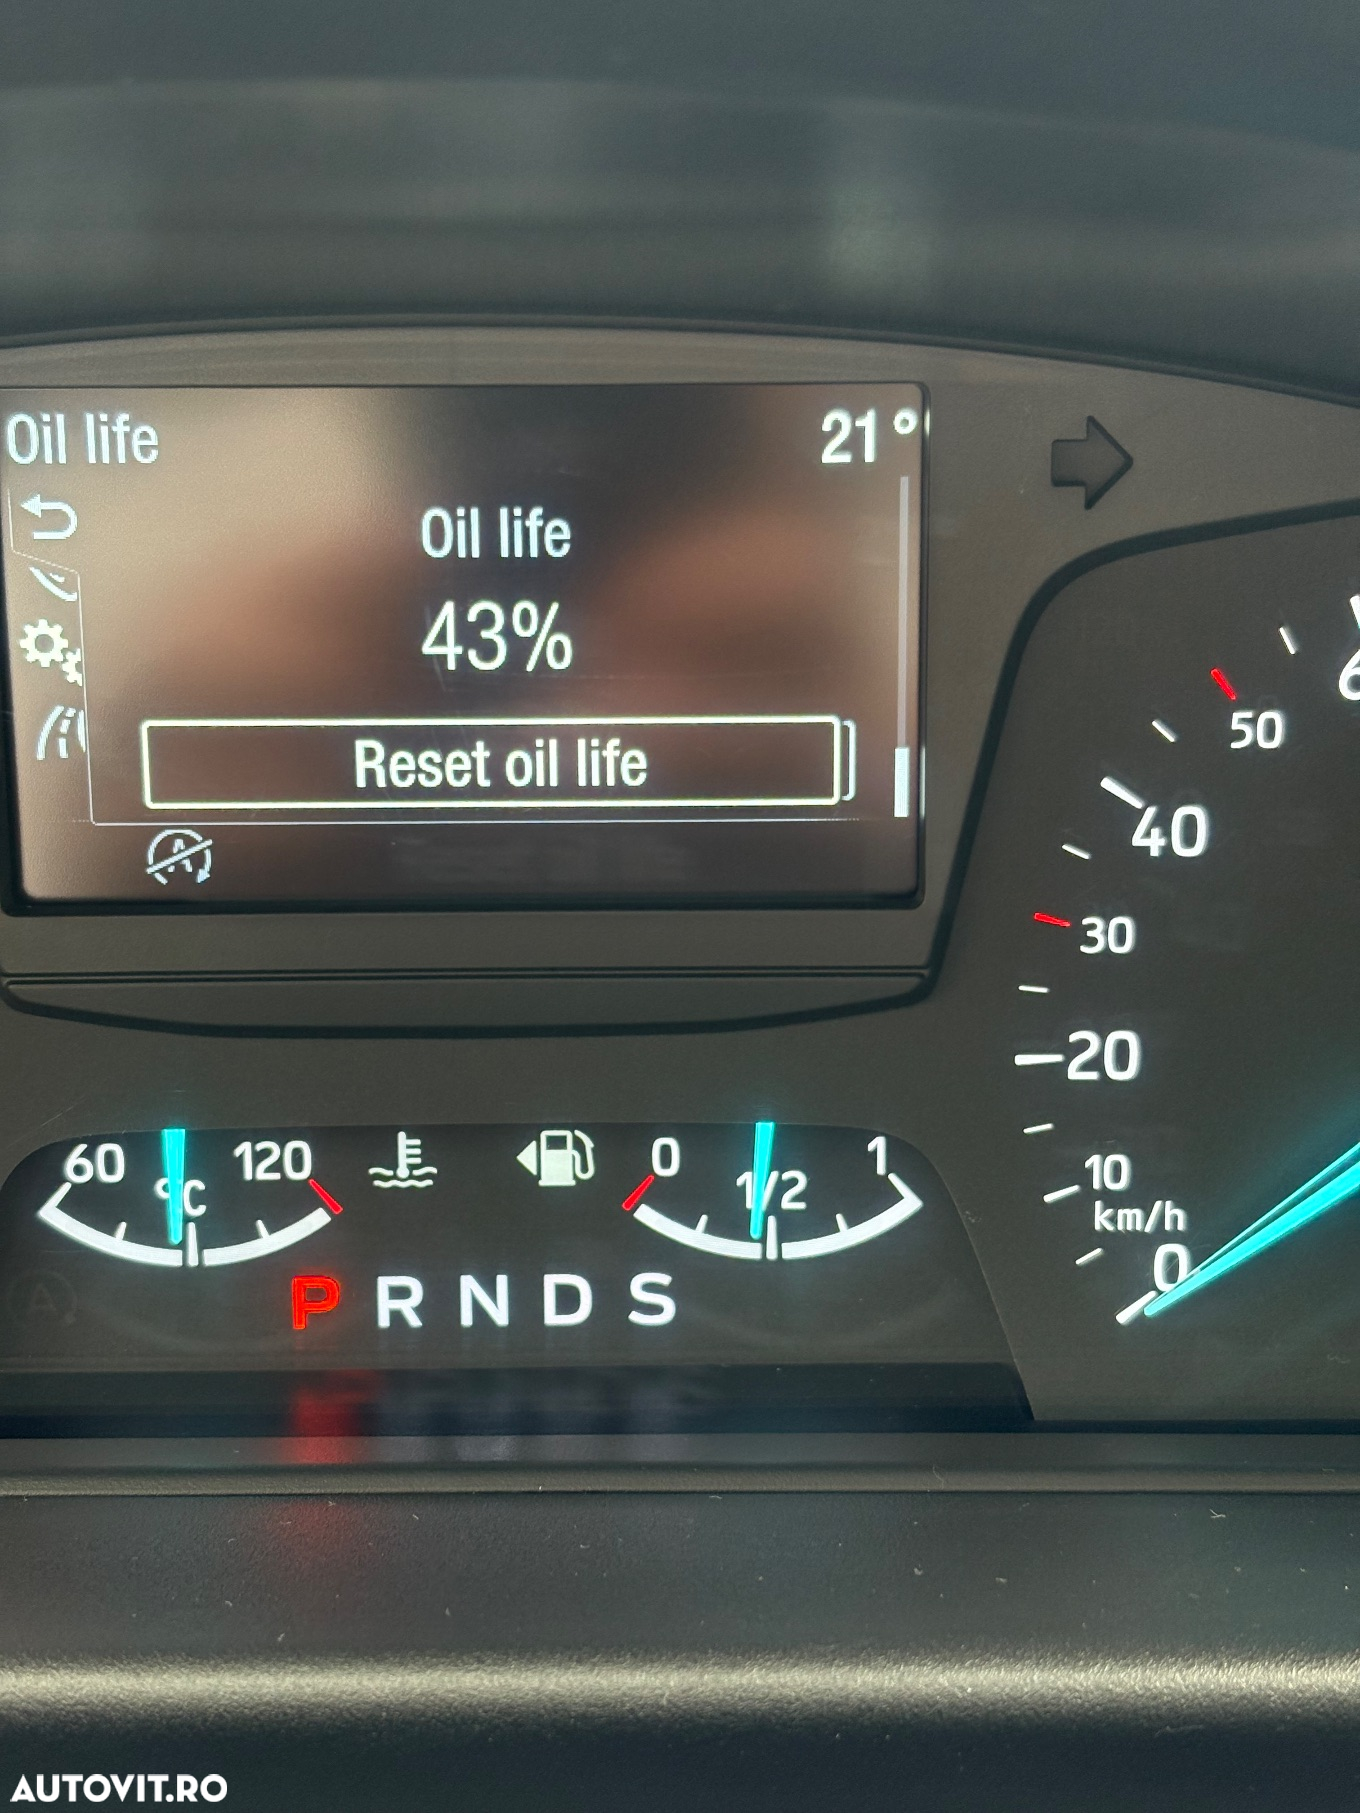 Oil life 21°
Oil life
43%
Reset oil life
A
50
40
30
20
10
km/h
0
60 °C 120
0 1/2 1
P R N D S
AUTOVIT.RO